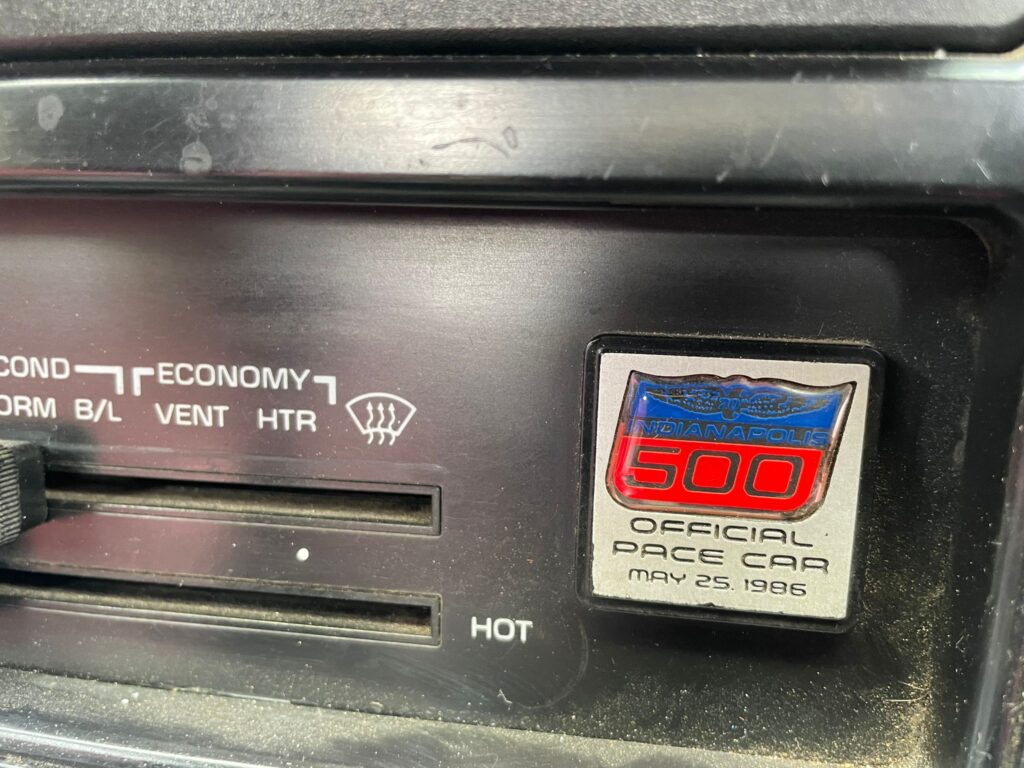 COND
ECONOMY
ORM B/L VENT HTR
INDIANAPOLIS
500
OFFICIAL
PACE CAR
MAY 25. 1986
HOT